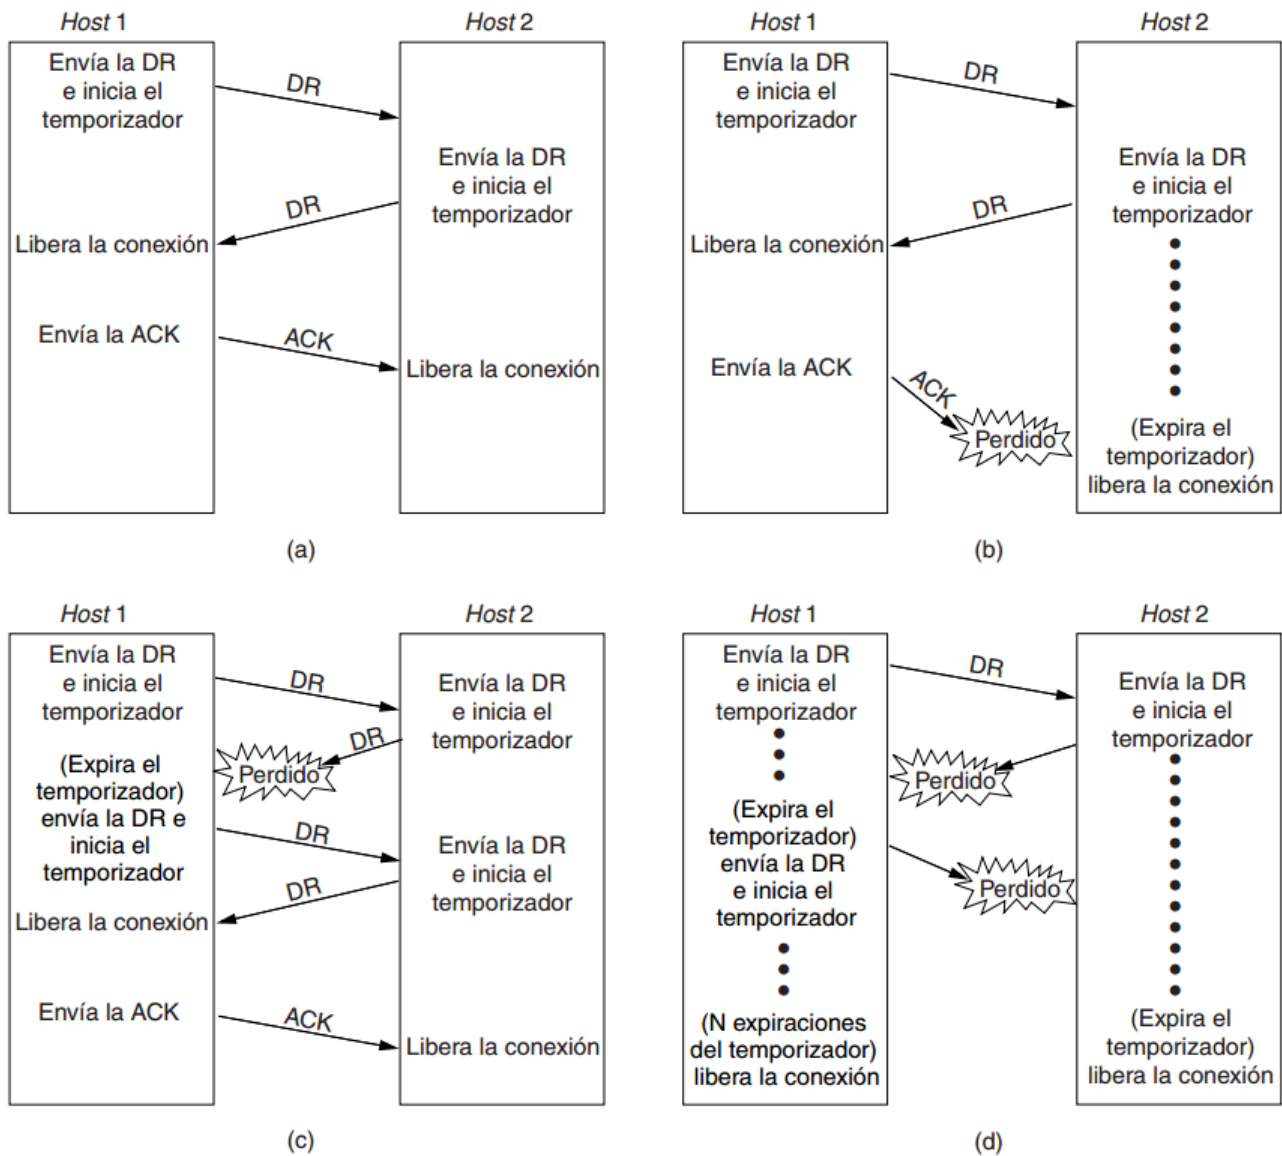 Host 1
Host 2
Envía la DR
e inicia el
temporizador
DR
Envía la DR
e inicia el
temporizador
DR
Libera la conexión
Envía la ACK
ACK
Libera la conexión
(a)
Host 1
Host 2
Envía la DR
e inicia el
temporizador
DR
Envía la DR
e inicia el
temporizador
DR
Libera la conexión
Envía la ACK
ACK
Perdido
(Expira el
temporizador)
libera la conexión
(b)
Host 1
Host 2
Envía la DR
e inicia el
temporizador
DR
Envía la DR
e inicia el
temporizador
DR
Perdido
(Expira el
temporizador)
envía la DR e
inicia el
temporizador
DR
Envía la DR
e inicia el
temporizador
DR
Libera la conexión
Envía la ACK
ACK
Libera la conexión
(c)
Host 1
Host 2
Envía la DR
e inicia el
temporizador
DR
Envía la DR
e inicia el
temporizador
Perdido
(Expira el
temporizador)
envía la DR
e inicia el
temporizador
Perdido
(N expiraciones
del temporizador)
libera la conexión
(Expira el
temporizador)
libera la conexión
(d)